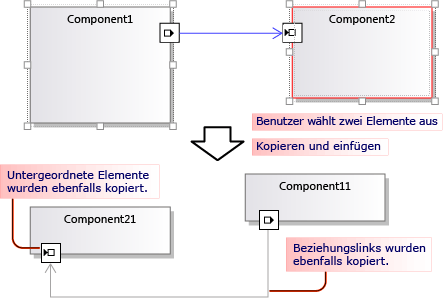 Component1
Component2
Benutzer wählt zwei Elemente aus
Kopieren und einfügen
Untergeordnete Elemente
wurden ebenfalls kopiert.
Component11
Component21
Beziehungslinks wurden
ebenfalls kopiert.